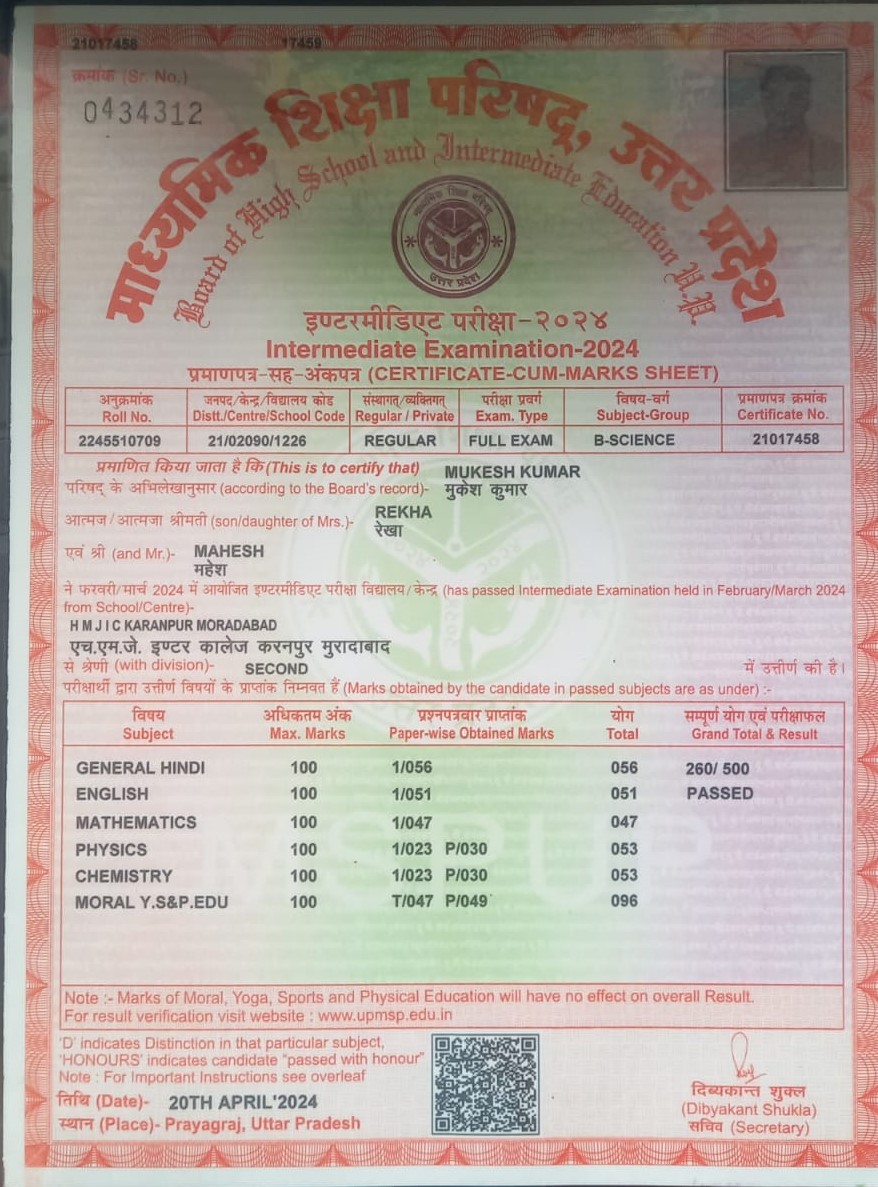 21017458 17459
क्रमांक (Sr. No.)
0434312
माध्यमिक शिक्षा परिषद्, उत्तर प्रदेश
Board of High School and Intermediate Education U.P.
माध्यमिक शिक्षा परिषद्
उत्तर प्रदेश
इण्टरमीडिएट परीक्षा-२०२४
Intermediate Examination-2024
प्रमाणपत्र-सह-अंकपत्र (CERTIFICATE-CUM-MARKS SHEET)
अनुक्रमांक जनपद/केन्द्र/विद्यालय कोड संस्थागत्/व्यक्तिगत् परीक्षा प्रवर्ग विषय-वर्ग प्रमाणपत्र क्रमांक
Roll No. Distt./Centre/School Code Regular / Private Exam. Type Subject-Group Certificate No.
2245510709 21/02090/1226 REGULAR FULL EXAM B-SCIENCE 21017458
प्रमाणित किया जाता है कि (This is to certify that) MUKESH KUMAR
परिषद् के अभिलेखानुसार (according to the Board's record)- मुकेश कुमार
आत्मज/आत्मजा श्रीमती (son/daughter of Mrs.)- REKHA
रेखा
एवं श्री (and Mr.)- MAHESH
महेश
ने फरवरी/मार्च 2024 में आयोजित इण्टरमीडिएट परीक्षा विद्यालय/केन्द्र (has passed Intermediate Examination held in February/March 2024
from School/Centre)-
H M J I C KARANPUR MORADABAD
एच.एम.जे. इण्टर कालेज करनपुर मुरादाबाद
से श्रेणी (with division)- SECOND में उत्तीर्ण की है।
परीक्षार्थी द्वारा उत्तीर्ण विषयों के प्राप्तांक निम्नवत हैं (Marks obtained by the candidate in passed subjects are as under) :-
विषय अधिकतम अंक प्रश्नपत्रवार प्राप्तांक योग सम्पूर्ण योग एवं परीक्षाफल
Subject Max. Marks Paper-wise Obtained Marks Total Grand Total & Result
GENERAL HINDI 100 1/056 056 260/ 500
ENGLISH 100 1/051 051 PASSED
MATHEMATICS 100 1/047 047
PHYSICS 100 1/023 P/030 053
CHEMISTRY 100 1/023 P/030 053
MORAL Y.S&P.EDU 100 T/047 P/049 096
MSPUP
Note :- Marks of Moral, Yoga, Sports and Physical Education will have no effect on overall Result.
For result verification visit website : www.upmsp.edu.in
'D' indicates Distinction in that particular subject,
'HONOURS' indicates candidate "passed with honour"
Note : For Important Instructions see overleaf
तिथि (Date)- 20TH APRIL'2024
स्थान (Place)- Prayagraj, Uttar Pradesh
दिब्यकान्त शुक्ल
(Dibyakant Shukla)
सचिव (Secretary)